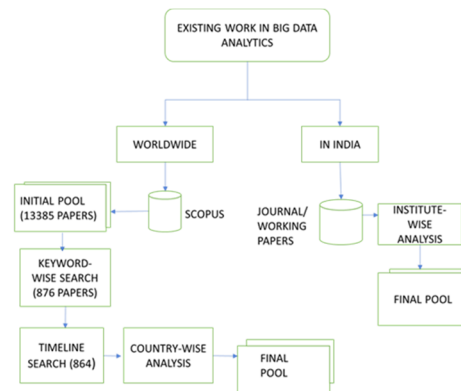 EXISTING WORK IN BIG DATA
ANALYTICS
WORLDWIDE
IN INDIA
INITIAL POOL
(13385 PAPERS)
SCOPUS
JOURNAL/
WORKING
PAPERS
INSTITUTE-
WISE
ANALYSIS
KEYWORD-
WISE SEARCH
(876 PAPERS)
FINAL POOL
TIMELINE
SEARCH (864)
COUNTRY-WISE
ANALYSIS
FINAL
POOL